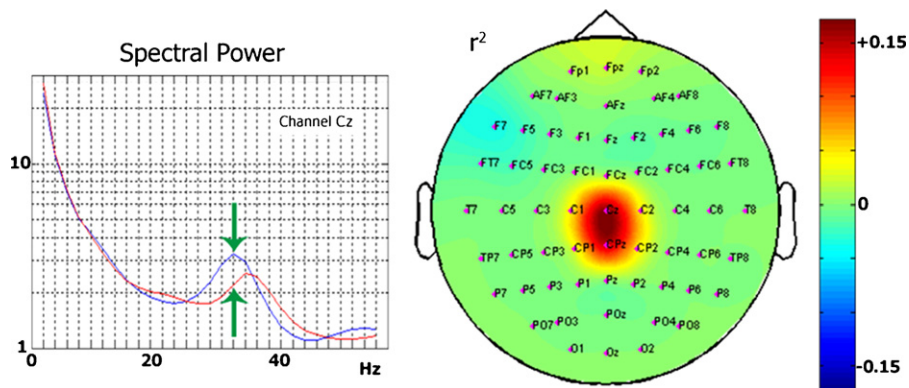 Spectral Power
Channel Cz
10
1
0 20 40 Hz
r²
Fp1 Fpz Fp2
AF7 AF3 AFz AF4 AF8
F7 F5 F3 F1 Fz F2 F4 F6 F8
FT7 FC5 FC3 FC1 FCz FC2 FC4 FC6 FT8
T7 C5 C3 C1 Cz C2 C4 C6 T8
TP7 CP5 CP3 CP1 CPz CP2 CP4 CP6 TP8
P7 P5 P3 P1 Pz P2 P4 P6 P8
PO7 PO3 POz PO4 PO8
O1 Oz O2
+0.15
0
-0.15